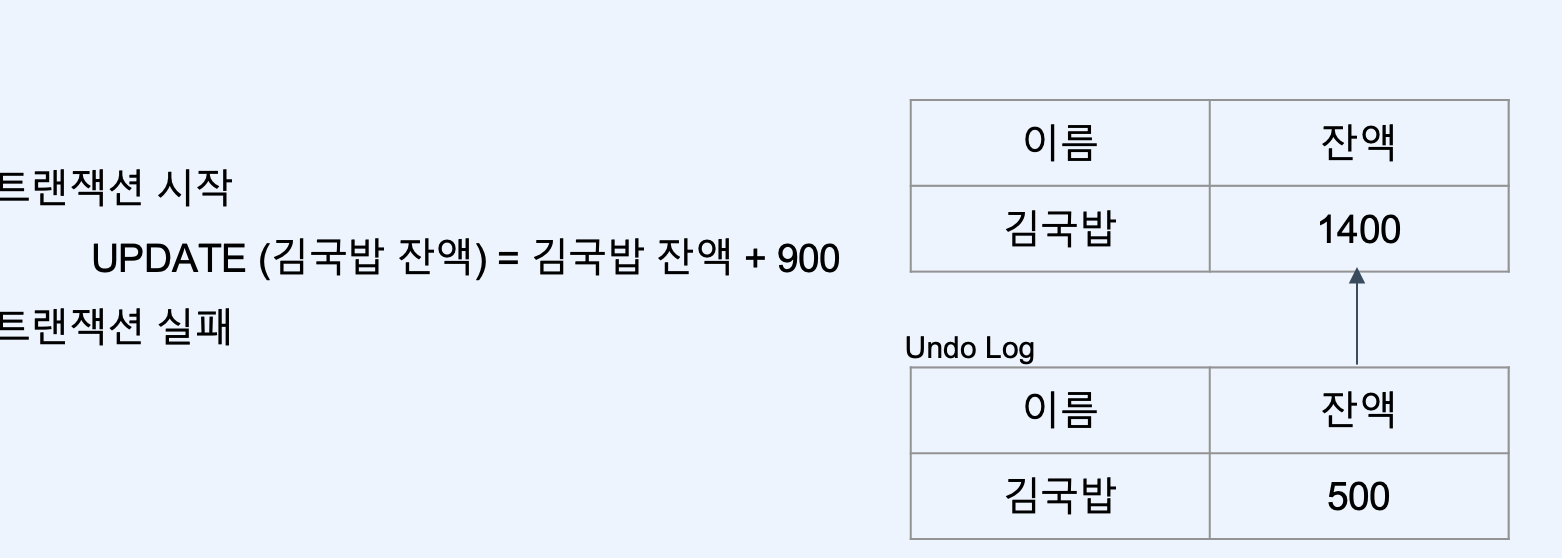 트랜잭션 시작
UPDATE (김국밥 잔액) = 김국밥 잔액 + 900
트랜잭션 실패
이름 잔액
김국밥 1400
Undo Log
이름 잔액
김국밥 500